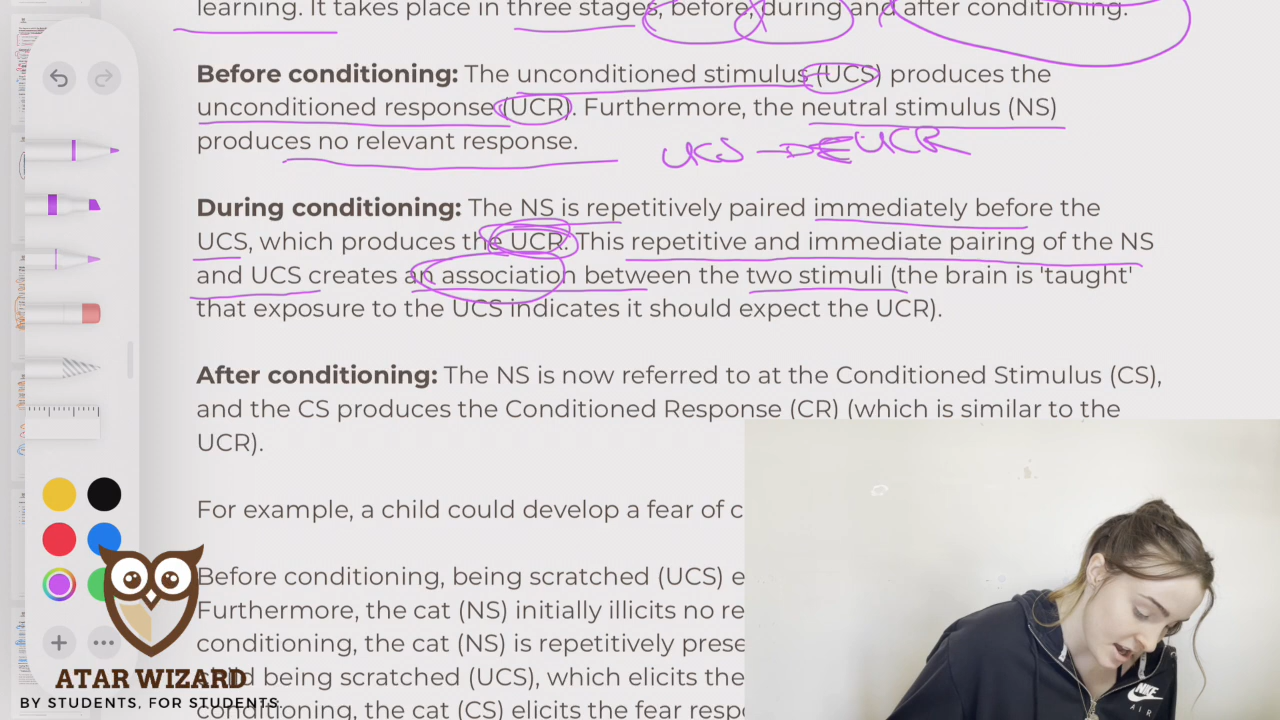 learning. It takes place in three stages, before, during and after conditioning.
Before conditioning: The unconditioned stimulus (UCS) produces the
unconditioned response (UCR). Furthermore, the neutral stimulus (NS)
produces no relevant response.
UCS → UCR
During conditioning: The NS is repetitively paired immediately before the
UCS, which produces the UCR. This repetitive and immediate pairing of the NS
and UCS creates an association between the two stimuli (the brain is 'taught'
that exposure to the UCS indicates it should expect the UCR).
After conditioning: The NS is now referred to at the Conditioned Stimulus (CS),
and the CS produces the Conditioned Response (CR) (which is similar to the
UCR).
For example, a child could develop a fear of
Before conditioning, being scratched (UCS)
Furthermore, the cat (NS) initially illicits no
conditioning, the cat (NS) is repetitively
being scratched (UCS), which elicits the
conditioning, the cat (CS) elicits the fear
ATAR WIZARD
BY STUDENTS, FOR STUDENTS.
NIKE
AIR